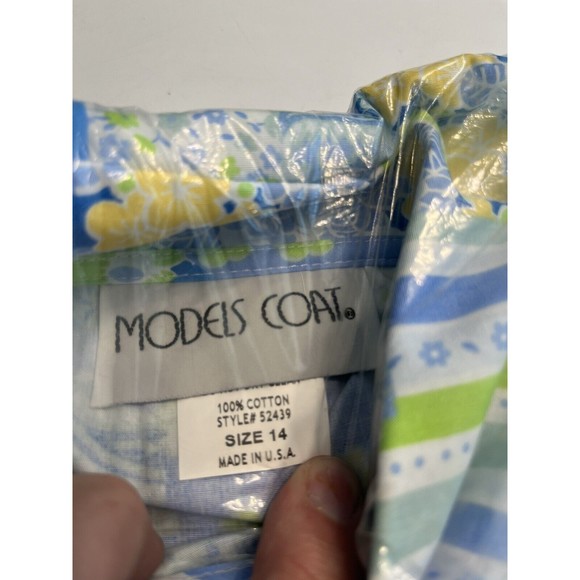 MODELS COAT®
100% COTTON
STYLE# 52439
SIZE 14
MADE IN U.S.A.